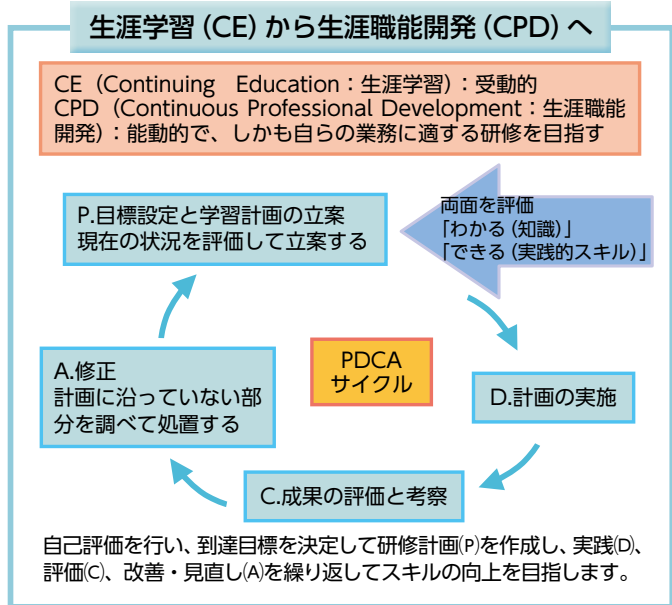 生涯学習(CE)から生涯職能開発(CPD)へ
CE(Continuing Education:生涯学習):受動的
CPD(Continuous Professional Development:生涯職能
開発):能動的で、しかも自らの業務に適する研修を目指す
P.目標設定と学習計画の立案
現在の状況を評価して立案する
両面を評価
「わかる(知識)」
「できる(実践的スキル)」
A.修正
計画に沿っていない部
分を調べて処置する
PDCA
サイクル
D.計画の実施
C.成果の評価と考察
自己評価を行い、到達目標を決定して研修計画(P)を作成し、実践(D)、
評価(C)、改善・見直し(A)を繰り返してスキルの向上を目指します。